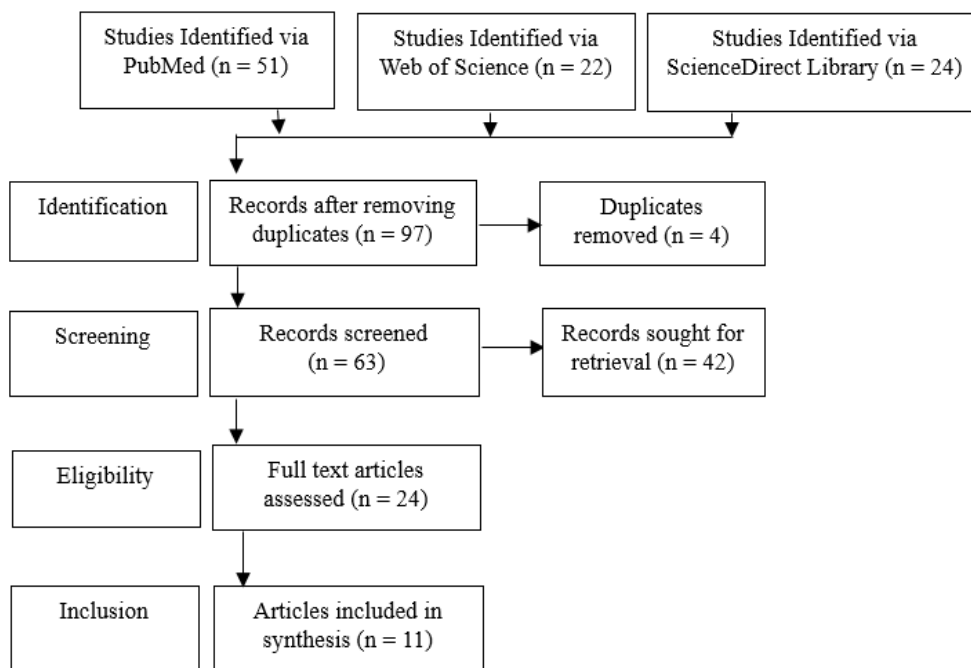 Studies Identified via
PubMed (n = 51)
Studies Identified via
Web of Science (n = 22)
Studies Identified via
ScienceDirect Library (n = 24)
Identification
Records after removing
duplicates (n = 97)
Duplicates
removed (n = 4)
Screening
Records screened
(n = 63)
Records sought for
retrieval (n = 42)
Eligibility
Full text articles
assessed (n = 24)
Inclusion
Articles included in
synthesis (n = 11)